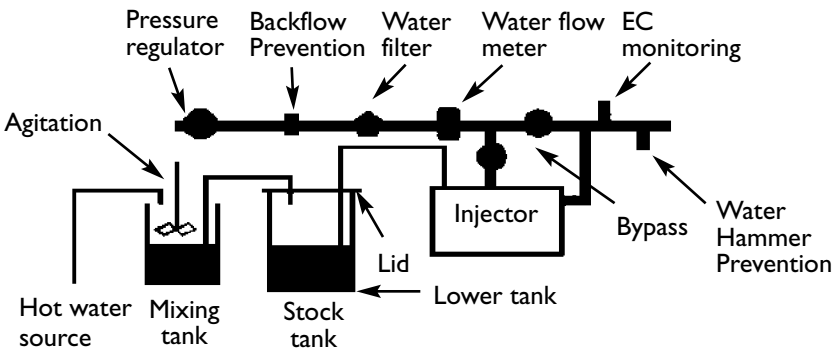 Pressure
regulator
Backflow
Prevention
Water
filter
Water flow
meter
EC
monitoring
Agitation
Injector
Bypass
Water
Hammer
Prevention
Lid
Lower tank
Hot water
source
Mixing
tank
Stock
tank